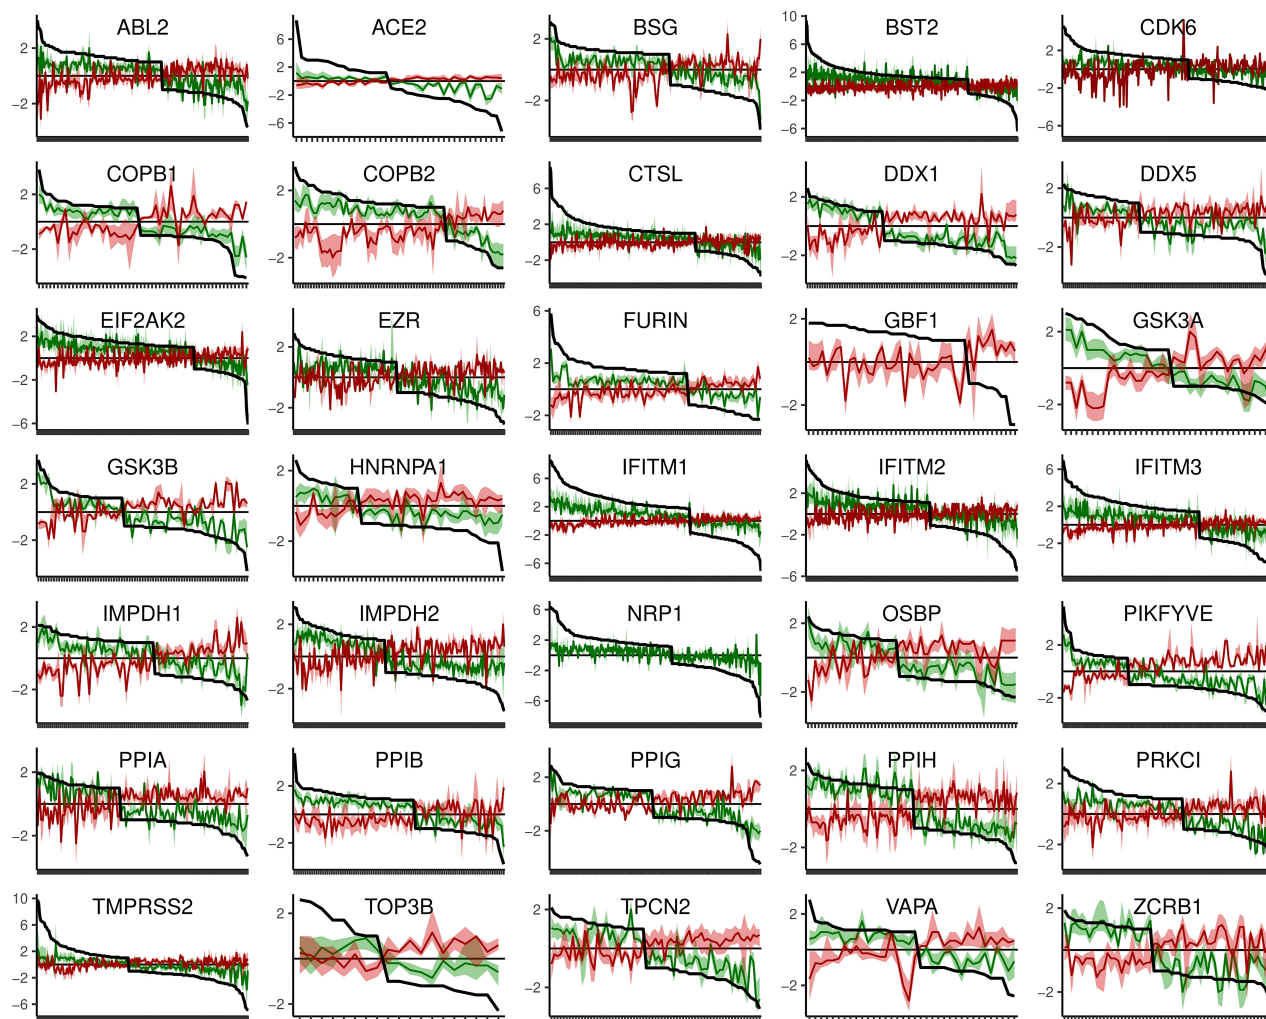 ABL2 ACE2 BSG BST2 CDK6
2 −2
6 4 2 0 −2 −4 −6
2 −2
10 6 2 −2 −6
2 −2 −6
COPB1 COPB2 CTSL DDX1 DDX5
2 −2
2 −2
6 2 −2
2 −2
2 −2
EIF2AK2 EZR FURIN GBF1 GSK3A
2 −2 −6
2 −2
6 2 −2
2 −2
2 −2
GSK3B HNRNPA1 IFITM1 IFITM2 IFITM3
2 −2
2 −2
6 2 −2 −6
2 −2 −6
6 2 −2
IMPDH1 IMPDH2 NRP1 OSBP PIKFYVE
2 −2
2 −2
6 2 −2 −6
2 −2
2 −2
PPIA PPIB PPIG PPIH PRKCI
2 −2
2 −2
2 −2
2 −2
2 −2
TMPRSS2 TOP3B TPCN2 VAPA ZCRB1
10 6 2 −2 −6
2 −2
2 −2
2 −2
2 −2